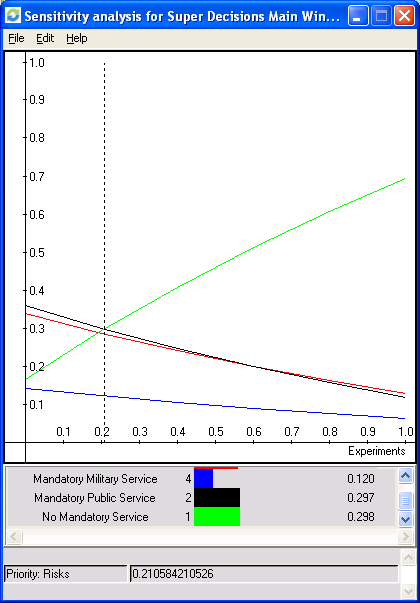 Sensitivity analysis for Super Decisions Main Win...
File Edit Help
1.0
0.9
0.8
0.7
0.6
0.5
0.4
0.3
0.2
0.1
0.1 0.2 0.3 0.4 0.5 0.6 0.7 0.8 0.9 1.0
Experiments
Mandatory Military Service 4 0.120
Mandatory Public Service 2 0.297
No Mandatory Service 1 0.298
Priority: Risks 0.210584210526